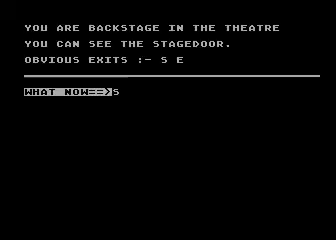 YOU ARE BACKSTAGE IN THE THEATRE
YOU CAN SEE THE STAGEDOOR.
OBVIOUS EXITS :- S E
WHAT NOW==>S